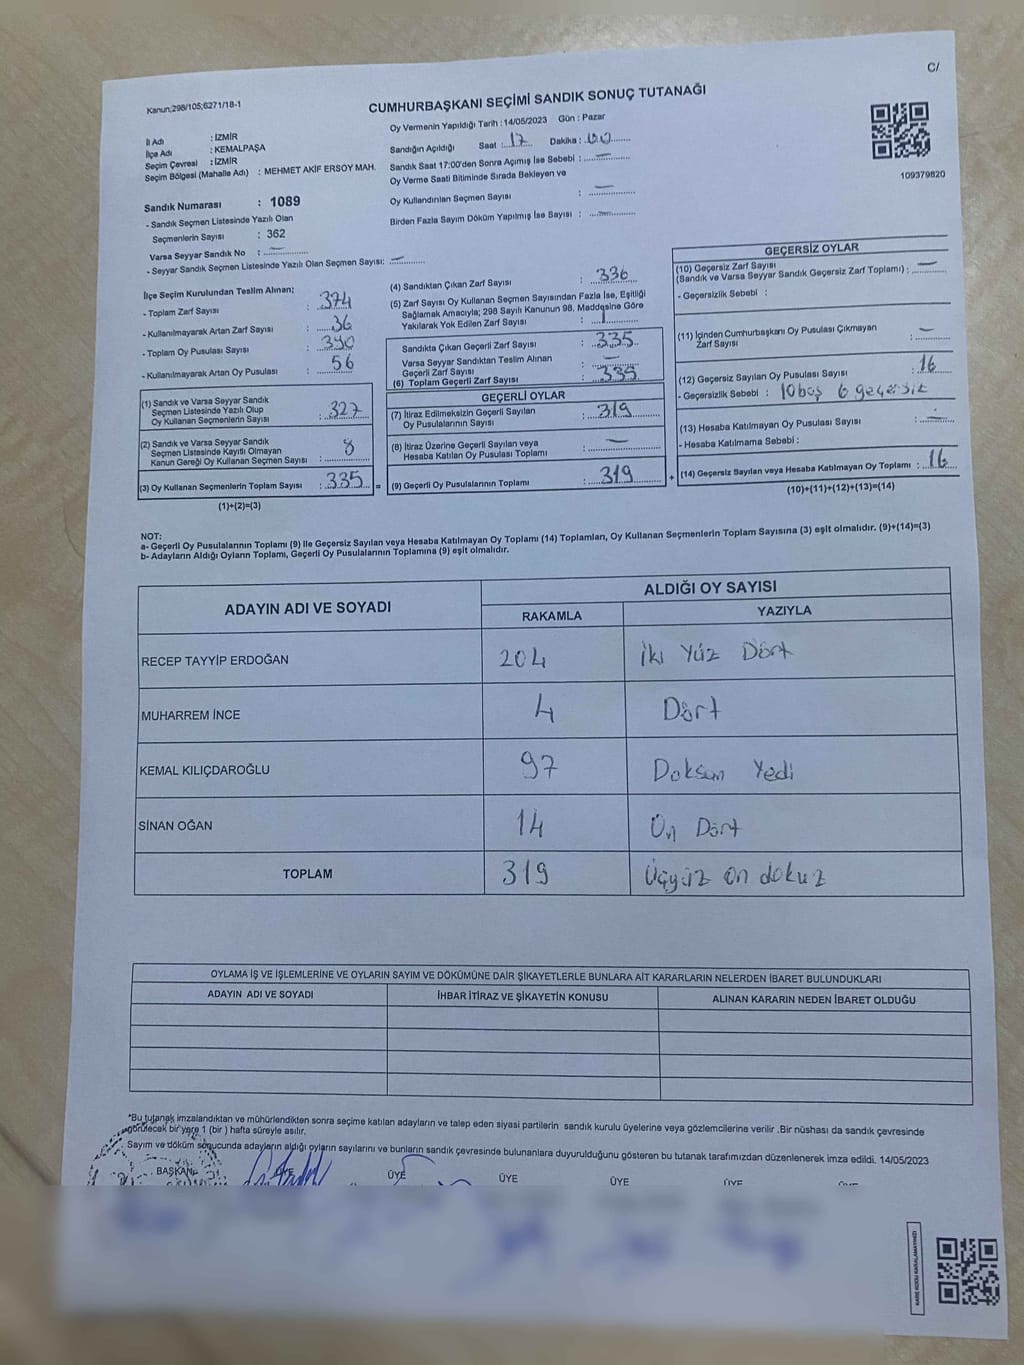 C/
Kanun;298/105;6271/18-1
CUMHURBAŞKANI SEÇİMİ SANDIK SONUÇ TUTANAĞI
109379820
İl Adı : İZMİR
İlçe Adı : KEMALPAŞA
Seçim Çevresi : İZMİR
Seçim Bölgesi (Mahalle Adı) : MEHMET AKİF ERSOY MAH.
Sandık Numarası : 1089
- Sandık Seçmen Listesinde Yazılı Olan
Seçmenlerin Sayısı : 362
Varsa Seyyar Sandık No : —
- Seyyar Sandık Seçmen Listesinde Yazılı Olan Seçmen Sayısı: —
Oy Vermenin Yapıldığı Tarih : 14/05/2023 Gün : Pazar
Sandığın Açıldığı Saat : 17 Dakika :
Sandık Saat 17:00'den Sonra Açımış İse Sebebi : —
Oy Verme Saati Bitiminde Sırada Bekleyen ve
Oy Kullandırılan Seçmen Sayısı : —
Birden Fazla Sayım Döküm Yapılmış İse Sayısı : —
İlçe Seçim Kurulundan Teslim Alınan;
- Toplam Zarf Sayısı : 374
- Kullanılmayarak Artan Zarf Sayısı : 36
- Toplam Oy Pusulası Sayısı : 390
- Kullanılmayarak Artan Oy Pusulası : 56
(1) Sandık ve Varsa Seyyar Sandık
Seçmen Listesinde Yazılı Olup
Oy Kullanan Seçmenlerin Sayısı : 327
(2) Sandık ve Varsa Seyyar Sandık
Seçmen Listesinde Kayıtlı Olmayan
Kanun Gereği Oy Kullanan Seçmen Sayısı : 8
(3) Oy Kullanan Seçmenlerin Toplam Sayısı : 335 =
(1)+(2)=(3)
(4) Sandıktan Çıkan Zarf Sayısı : 336
(5) Zarf Sayısı Oy Kullanan Seçmen Sayısından Fazla İse, Eşitliği
Sağlamak Amacıyla; 298 Sayılı Kanunun 98. Maddesine Göre
Yakılarak Yok Edilen Zarf Sayısı : 1
Sandıkta Çıkan Geçerli Zarf Sayısı : 335
Varsa Seyyar Sandıktan Teslim Alınan
Geçerli Zarf Sayısı : —
(6) Toplam Geçerli Zarf Sayısı : 335
GEÇERLİ OYLAR
(7) İtiraz Edilmeksizin Geçerli Sayılan
Oy Pusulalarının Sayısı : 319
(8) İtiraz Üzerine Geçerli Sayılan veya
Hesaba Katılan Oy Pusulası Toplamı : —
(9) Geçerli Oy Pusulalarının Toplamı : 319 +
GEÇERSİZ OYLAR
(10) Geçersiz Zarf Sayısı
(Sandık ve Varsa Seyyar Sandık Geçersiz Zarf Toplamı) : —
- Geçersizlik Sebebi :
(11) İçinden Cumhurbaşkanı Oy Pusulası Çıkmayan
Zarf Sayısı : —
(12) Geçersiz Sayılan Oy Pusulası Sayısı : 16
- Geçersizlik Sebebi : 10 boş 6 geçersiz
(13) Hesaba Katılmayan Oy Pusulası Sayısı : —
- Hesaba Katılmama Sebebi :
(14) Geçersiz Sayılan veya Hesaba Katılmayan Oy Toplamı : 16
(10)+(11)+(12)+(13)=(14)
NOT:
a- Geçerli Oy Pusulalarının Toplamı (9) ile Geçersiz Sayılan veya Hesaba Katılmayan Oy Toplamı (14) Toplamları, Oy Kullanan Seçmenlerin Toplam Sayısına (3) eşit olmalıdır. (9)+(14)=(3)
b- Adayların Aldığı Oyların Toplamı, Geçerli Oy Pusulalarının Toplamına (9) eşit olmalıdır.
ADAYIN ADI VE SOYADI ALDIĞI OY SAYISI
RAKAMLA YAZIYLA
RECEP TAYYİP ERDOĞAN 204 İki Yüz Dört
MUHARREM İNCE 4 Dört
KEMAL KILIÇDAROĞLU 97 Doksan Yedi
SİNAN OĞAN 14 On Dört
TOPLAM 319 Üçyüz on dokuz
OYLAMA İŞ VE İŞLEMLERİNE VE OYLARIN SAYIM VE DÖKÜMÜNE DAİR ŞİKAYETLERLE BUNLARA AİT KARARLARIN NELERDEN İBARET BULUNDUKLARI
ADAYIN ADI VE SOYADI İHBAR İTİRAZ VE ŞİKAYETİN KONUSU ALINAN KARARIN NEDEN İBARET OLDUĞU
*Bu tutanak imzalandıktan ve mühürlendikten sonra seçime katılan adayların ve talep eden siyasi partilerin sandık kurulu üyelerine veya gözlemcilerine verilir .Bir nüshası da sandık çevresinde
görülecek bir yere 1 (bir ) hafta süreyle asılır.
Sayım ve döküm sonucunda adayların aldığı oyların sayılarını ve bunların sandık çevresinde bulunanlara duyurulduğunu gösteren bu tutanak tarafımızdan düzenlenerek imza edildi. 14/05/2023
BAŞKAN ÜYE ÜYE ÜYE ÜYE ÜYE
KARE KODU KARALAMAYINIZ!